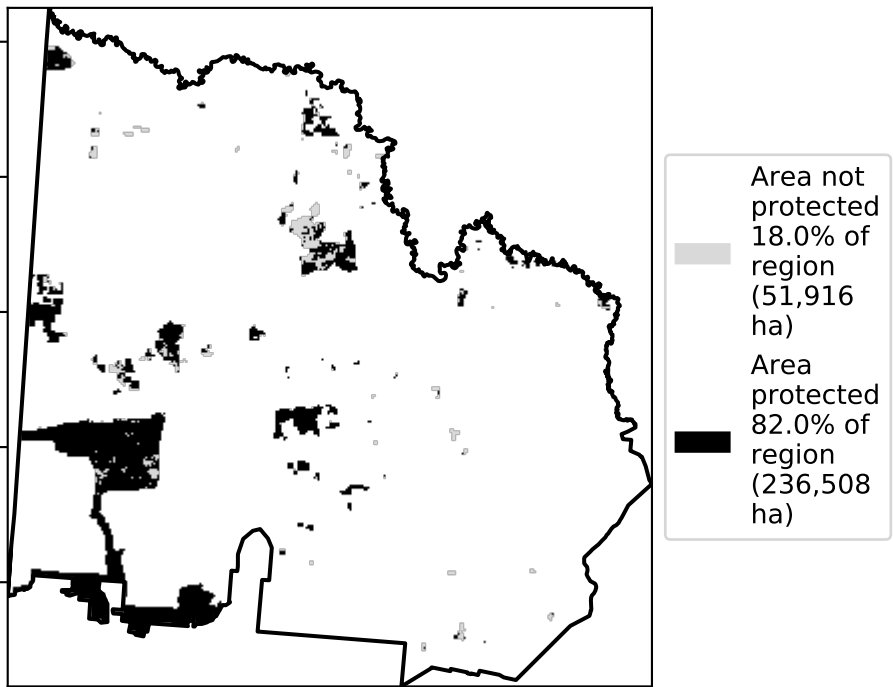 Area not
protected
18.0% of
region
(51,916
ha)
Area
protected
82.0% of
region
(236,508
ha)